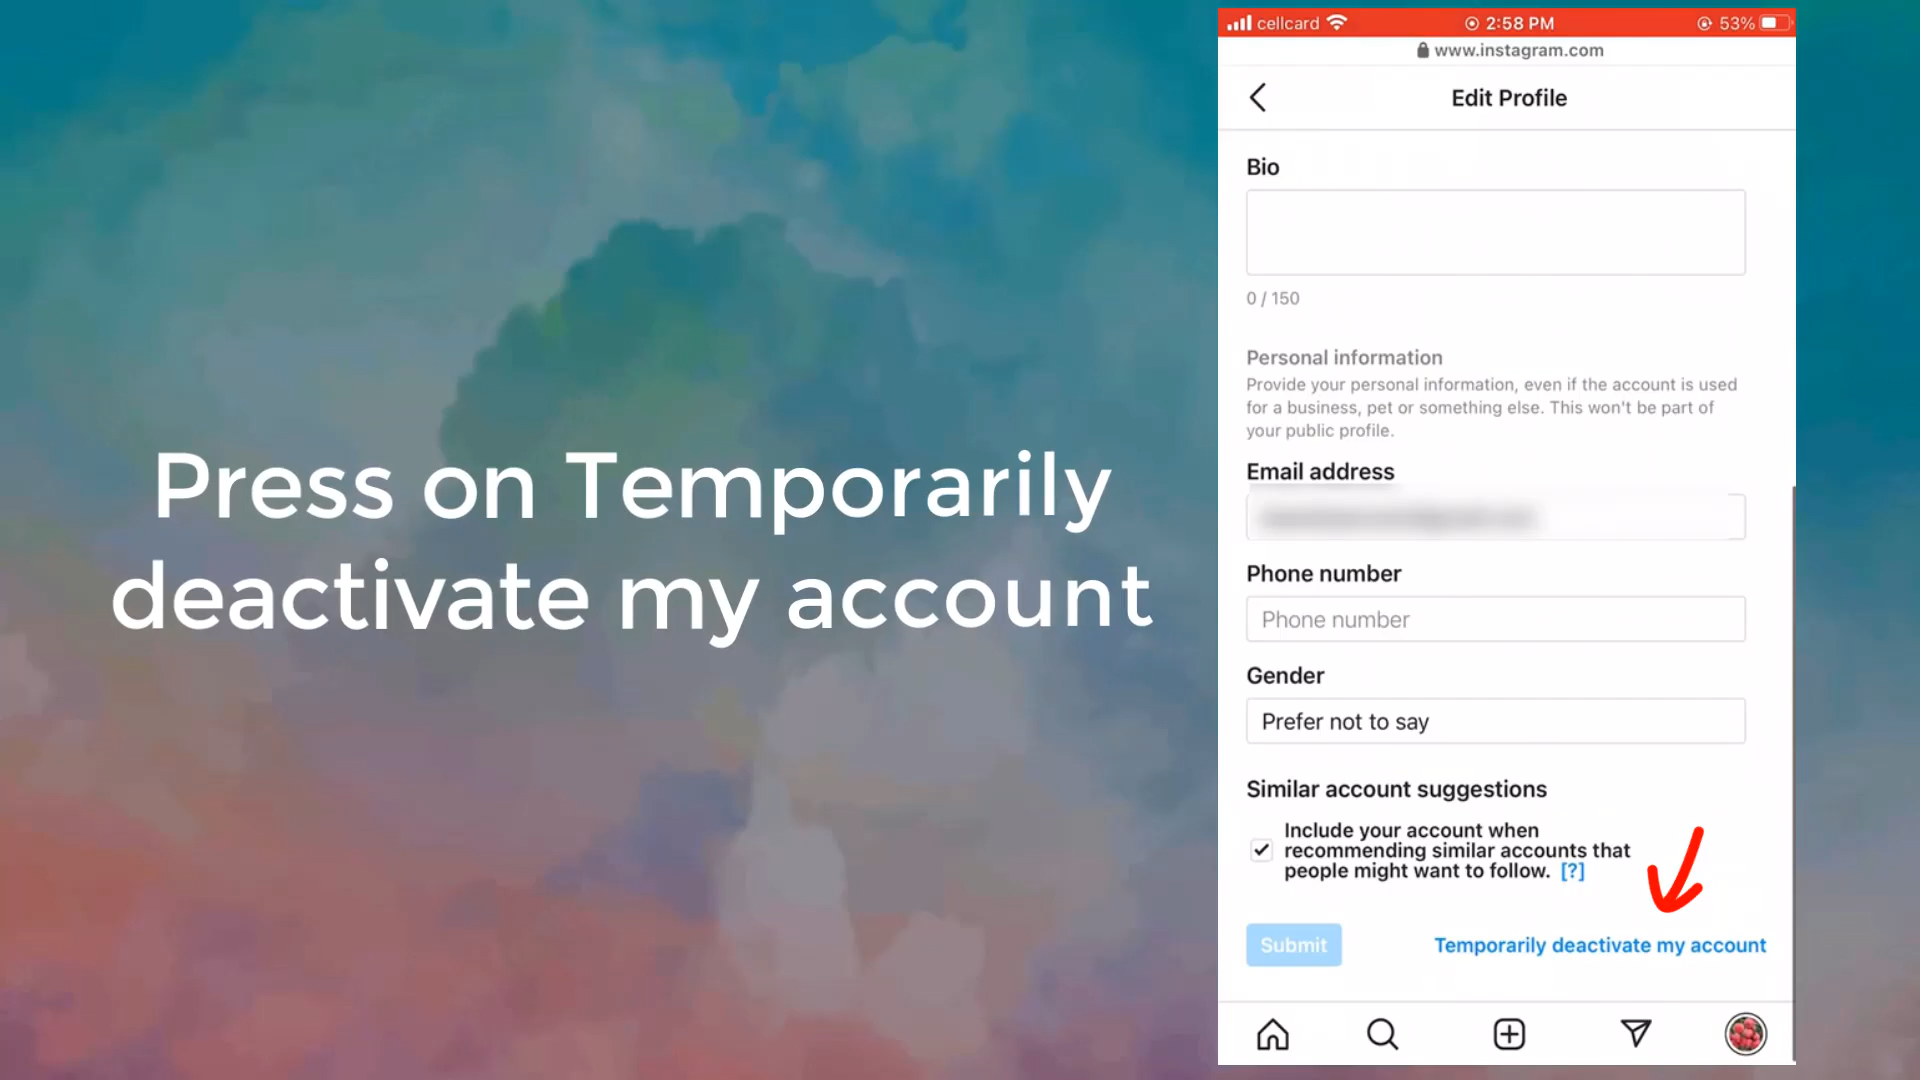 Press on Temporarily
deactivate my account
cellcard
2:58 PM
53%
www.instagram.com
Edit Profile
Bio
0 / 150
Personal information
Provide your personal information, even if the account is used
for a business, pet or something else. This won't be part of
your public profile.
Email address
Phone number
Phone number
Gender
Prefer not to say
Similar account suggestions
Include your account when
recommending similar accounts that
people might want to follow. [?]
Submit
Temporarily deactivate my account